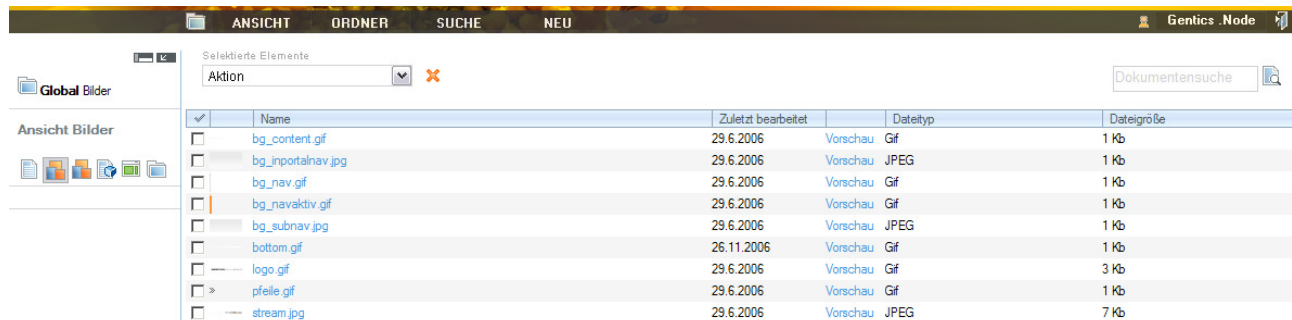 ANSICHT ORDNER SUCHE NEU Gentics .Node
Selektierte Elemente
Aktion
Dokumentensuche
Global Bilder
Ansicht Bilder
Name Zuletzt bearbeitet Dateityp Dateigröße
bg_content.gif 29.6.2006 Vorschau Gif 1 Kb
bg_inportalnav.jpg 29.6.2006 Vorschau JPEG 1 Kb
bg_nav.gif 29.6.2006 Vorschau Gif 1 Kb
bg_navaktiv.gif 29.6.2006 Vorschau Gif 1 Kb
bg_subnav.jpg 29.6.2006 Vorschau JPEG 1 Kb
bottom.gif 26.11.2006 Vorschau Gif 1 Kb
logo.gif 29.6.2006 Vorschau Gif 3 Kb
pfeile.gif 29.6.2006 Vorschau Gif 1 Kb
stream.jpg 29.6.2006 Vorschau JPEG 7 Kb